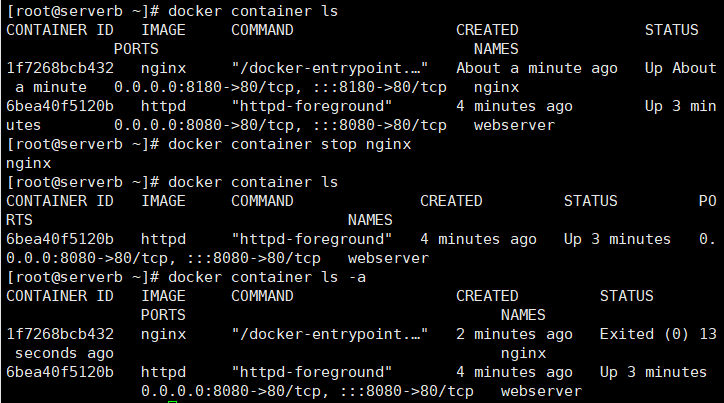 [root@serverb ~]# docker container ls
CONTAINER ID   IMAGE     COMMAND                  CREATED              STATUS
            PORTS                                   NAMES
1f7268bcb432   nginx     "/docker-entrypoint.…"   About a minute ago   Up About
 a minute   0.0.0.0:8180->80/tcp, :::8180->80/tcp   nginx
6bea40f5120b   httpd     "httpd-foreground"       4 minutes ago        Up 3 min
utes        0.0.0.0:8080->80/tcp, :::8080->80/tcp   webserver
[root@serverb ~]# docker container stop nginx
nginx
[root@serverb ~]# docker container ls
CONTAINER ID   IMAGE     COMMAND              CREATED         STATUS         PO
RTS                                   NAMES
6bea40f5120b   httpd     "httpd-foreground"   4 minutes ago   Up 3 minutes   0.
0.0.0:8080->80/tcp, :::8080->80/tcp   webserver
[root@serverb ~]# docker container ls -a
CONTAINER ID   IMAGE     COMMAND                  CREATED         STATUS
               PORTS                                   NAMES
1f7268bcb432   nginx     "/docker-entrypoint.…"   2 minutes ago   Exited (0) 13
 seconds ago                                           nginx
6bea40f5120b   httpd     "httpd-foreground"       4 minutes ago   Up 3 minutes
               0.0.0.0:8080->80/tcp, :::8080->80/tcp   webserver